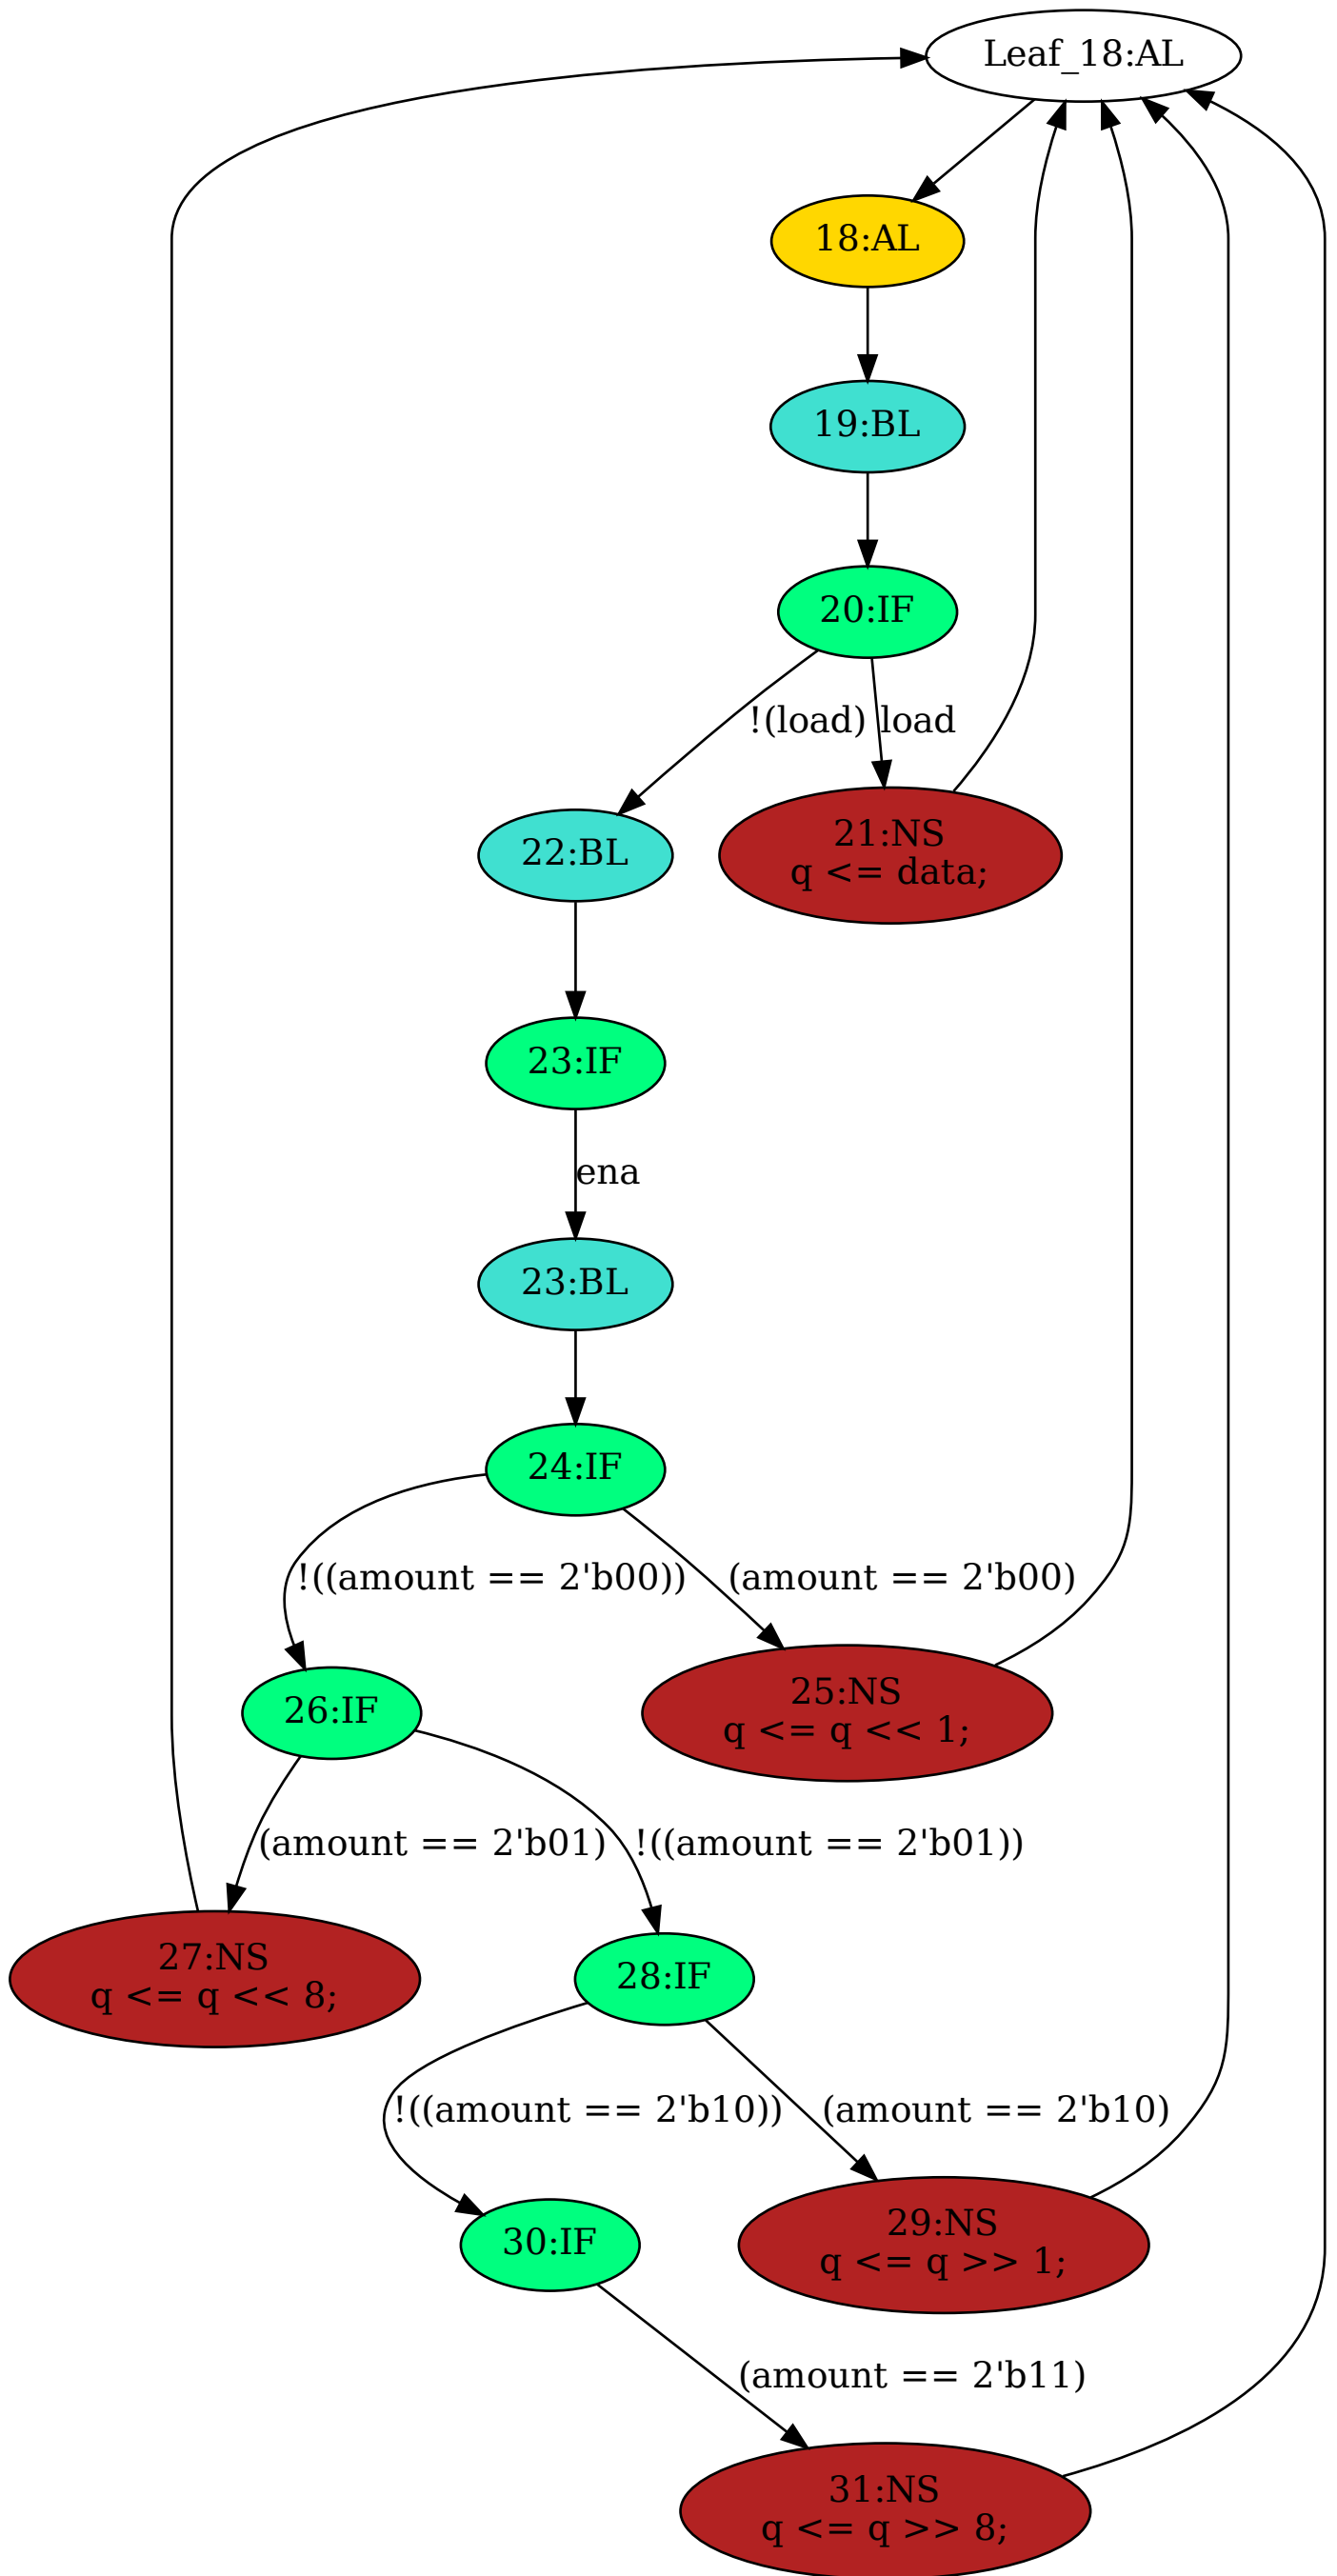 Leaf_18:AL
18:AL
19:BL
20:IF
!(load)
load
22:BL
21:NS
q <= data;
23:IF
ena
23:BL
24:IF
!((amount == 2'b00))
(amount == 2'b00)
26:IF
25:NS
q <= q << 1;
(amount == 2'b01)
!((amount == 2'b01))
27:NS
q <= q << 8;
28:IF
!((amount == 2'b10))
(amount == 2'b10)
30:IF
29:NS
q <= q >> 1;
(amount == 2'b11)
31:NS
q <= q >> 8;